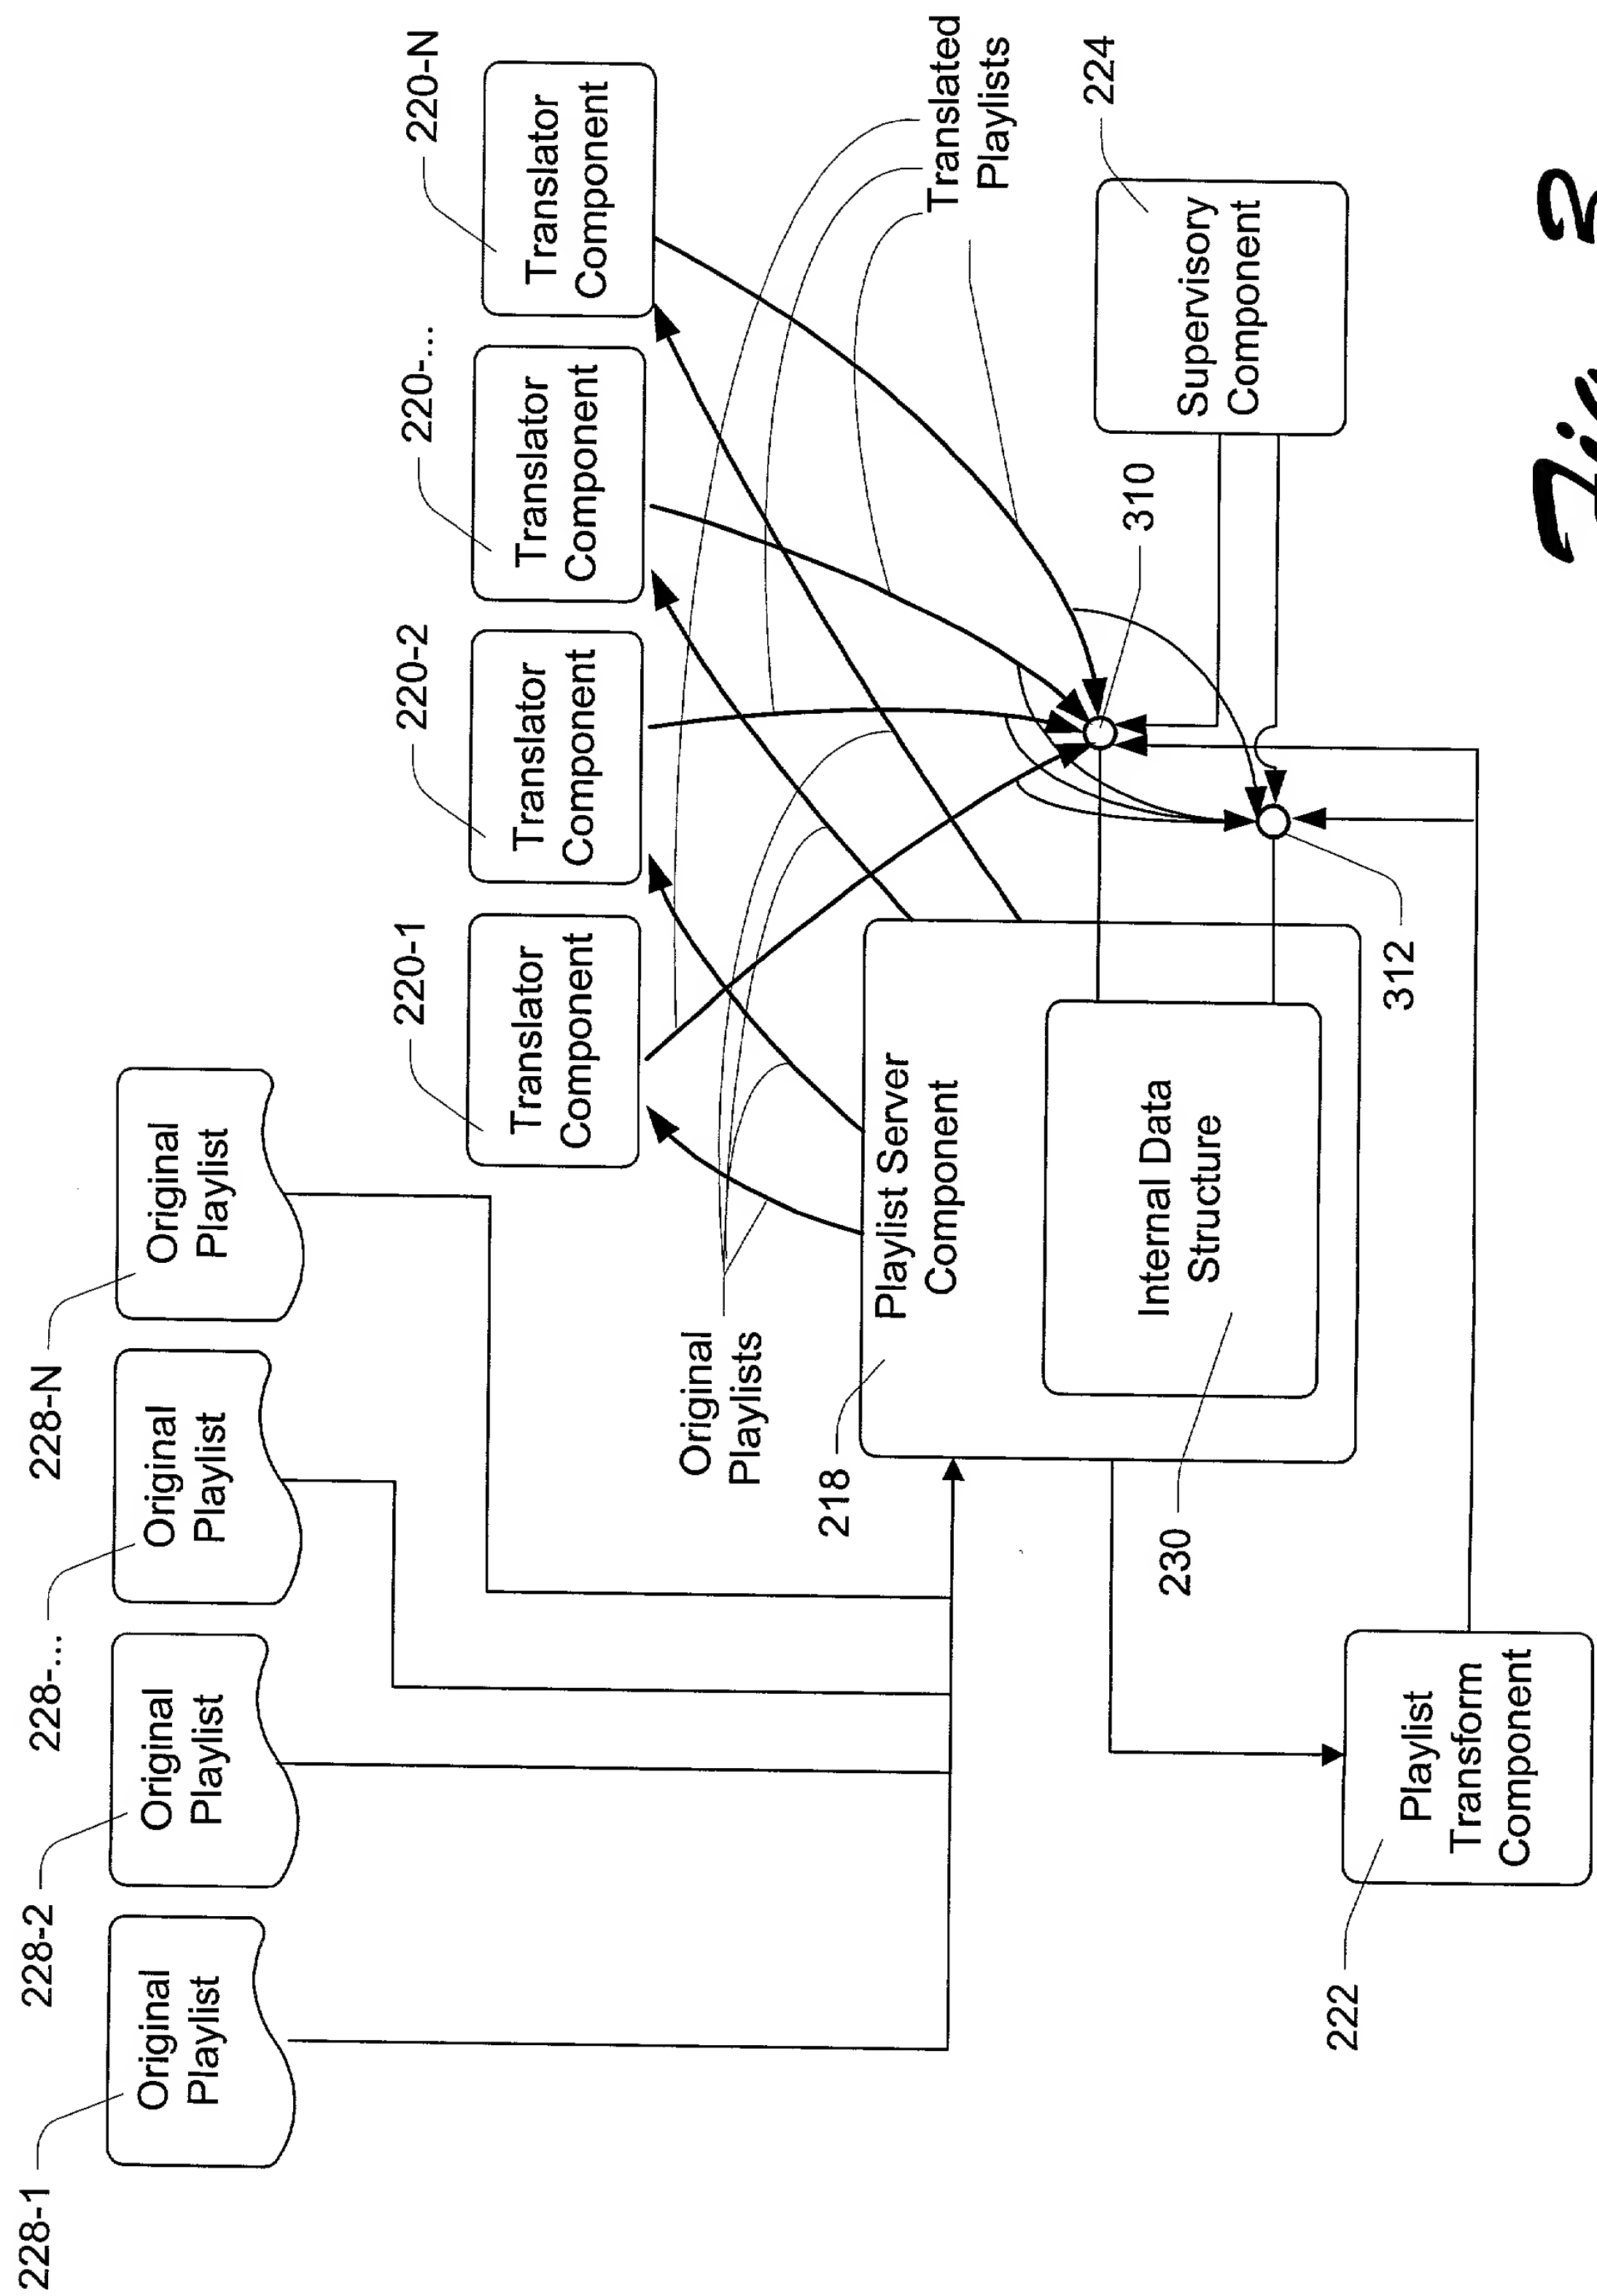 228-1
228-2
228-...
228-N
Original
Playlist
Original
Playlist
Original
Playlist
Original
Playlist
220-1
220-2
220-...
220-N
Translator
Component
Translator
Component
Translator
Component
Translator
Component
Original
Playlists
Translated
Playlists
218
Playlist Server
Component
230
Internal Data
Structure
310
312
224
Supervisory
Component
222
Playlist
Transform
Component